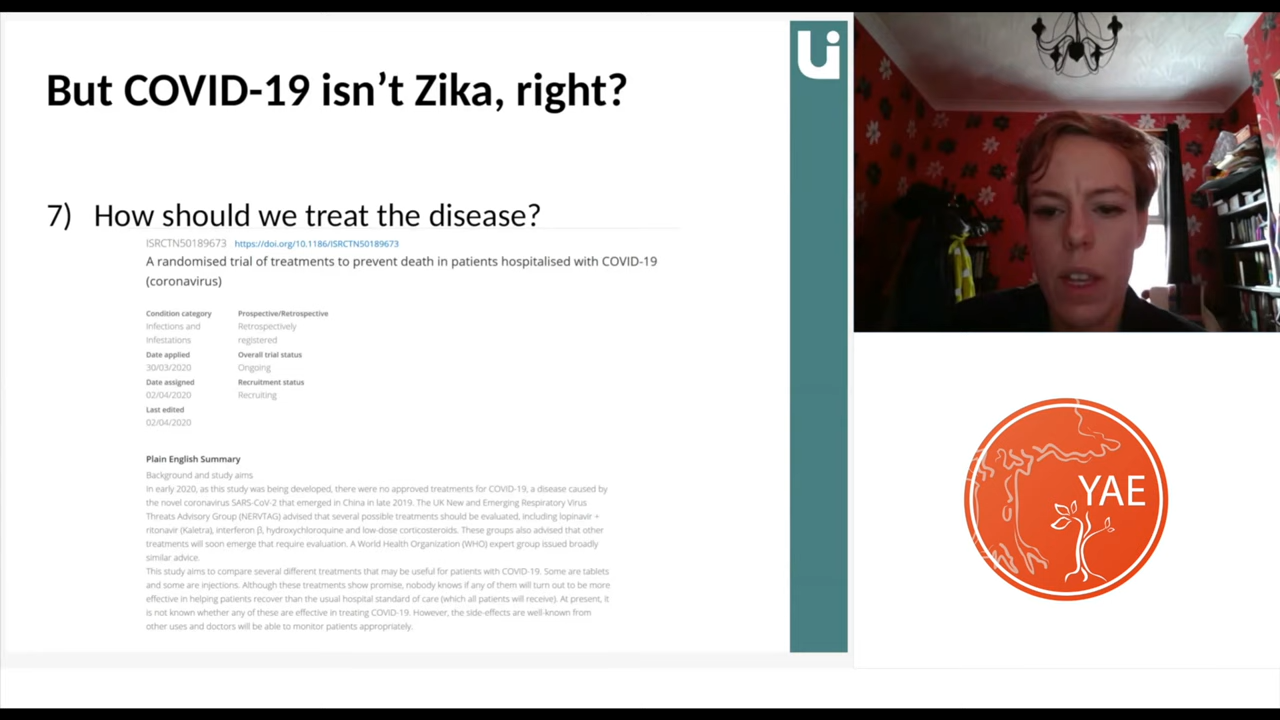 But COVID-19 isn’t Zika, right?
7) How should we treat the disease?
ISRCTN50189673 https://doi.org/10.1186/ISRCTN50189673
A randomised trial of treatments to prevent death in patients hospitalised with COVID-19
(coronavirus)
Condition category
Infections and
Infestations
Date applied
30/03/2020
Date assigned
02/04/2020
Last edited
02/04/2020
Prospective/Retrospective
Retrospectively
registered
Overall trial status
Ongoing
Recruitment status
Recruiting
Plain English Summary
Background and study aims
In early 2020, as this study was being developed, there were no approved treatments for COVID-19, a disease caused by
the novel coronavirus SARS-CoV-2 that emerged in China in late 2019. The UK New and Emerging Respiratory Virus
Threats Advisory Group (NERVTAG) advised that several possible treatments should be evaluated, including lopinavir +
ritonavir (Kaletra), interferon β, hydroxychloroquine and low-dose corticosteroids. These groups also advised that other
treatments will soon emerge that require evaluation. A World Health Organization (WHO) expert group issued broadly
similar advice.
This study aims to compare several different treatments that may be useful for patients with COVID-19. Some are tablets
and some are injections. Although these treatments show promise, nobody knows if any of them will turn out to be more
effective in helping patients recover than the usual hospital standard of care (which all patients will receive). At present, it
is not known whether any of these are effective in treating COVID-19. However, the side-effects are well-known from
other uses and doctors will be able to monitor patients appropriately.
Ui
YAE